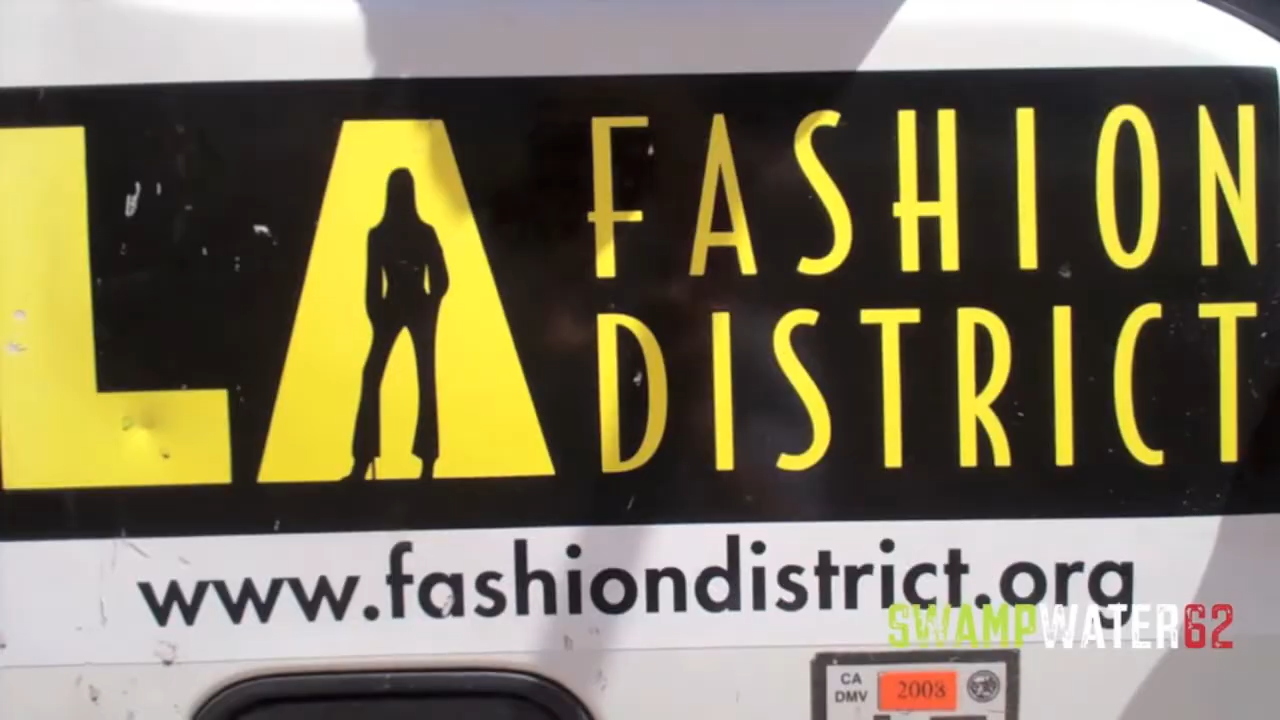 LA FASHION
DISTRICT
www.fashiondistrict.org
SWAMPWATER62
CA
DMV
2008